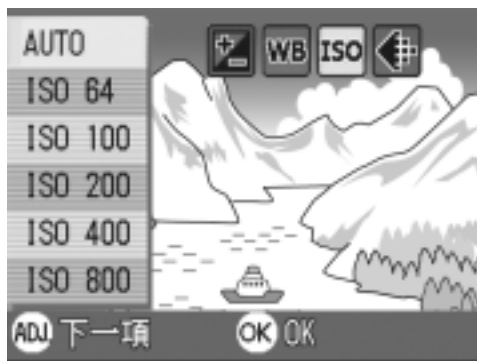 AUTO
WB ISO
ISO 64
ISO 100
ISO 200
ISO 400
ISO 800
ADJ. 下一項 OK OK